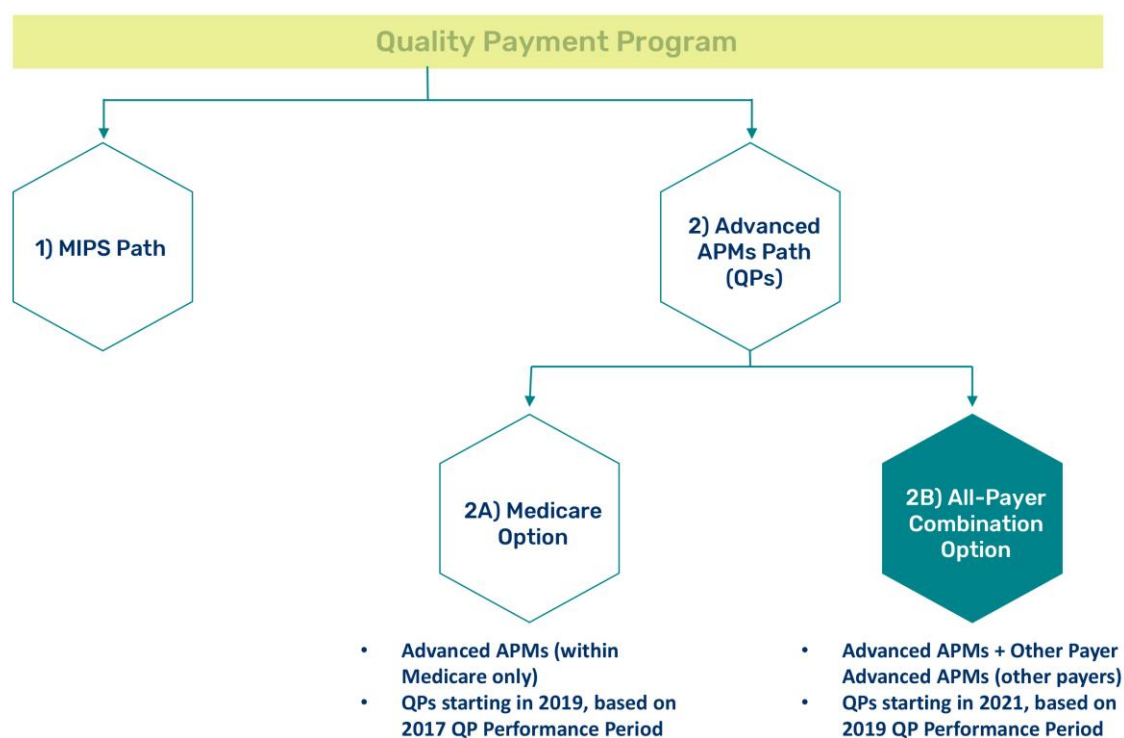 Quality Payment Program
1) MIPS Path
2) Advanced
APMs Path
(QPs)
2A) Medicare
Option
2B) All-Payer
Combination
Option
• Advanced APMs (within
Medicare only)
• QPs starting in 2019, based on
2017 QP Performance Period
• Advanced APMs + Other Payer
Advanced APMs (other payers)
• QPs starting in 2021, based on
2019 QP Performance Period